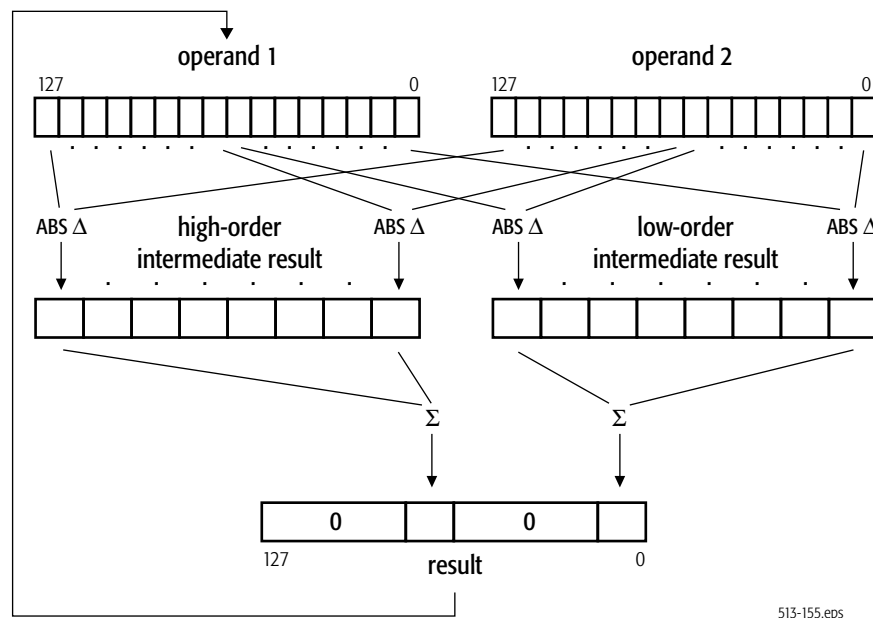 operand 1
operand 2
127
0
127
0
. . . . . . . . . . . .
. . . . . . . . . . . .
ABS Δ
high-order
intermediate result
ABS Δ
ABS Δ
low-order
intermediate result
ABS Δ
. . . . . .
. . . . . .
Σ
Σ
0
0
127
result
0
513-155.eps